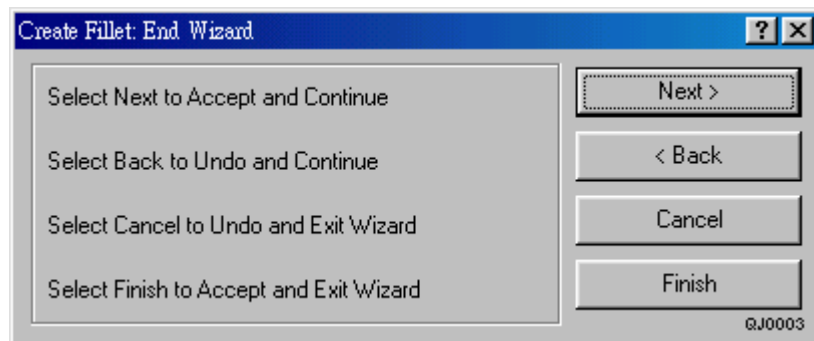 Create Fillet: End Wizard ? ×
Select Next to Accept and Continue Next >
Select Back to Undo and Continue < Back
Select Cancel to Undo and Exit Wizard Cancel
Select Finish to Accept and Exit Wizard Finish
QJ0003